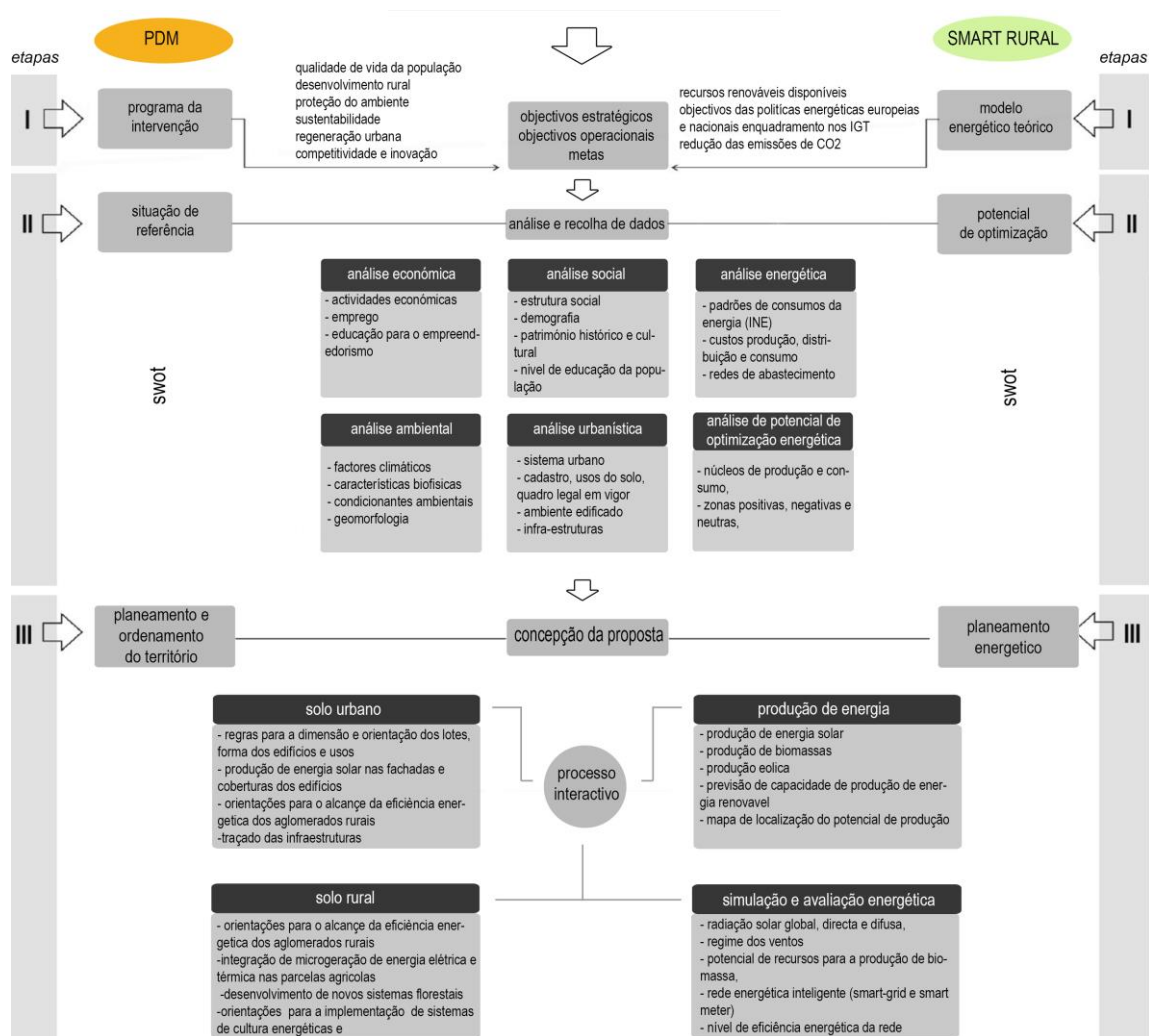 PDM
SMART RURAL
etapas
etapas
I
programa da
intervenção
qualidade de vida da população
desenvolvimento rural
proteção do ambiente
sustentabilidade
regeneração urbana
competitividade e inovação
objectivos estratégicos
objectivos operacionais
metas
recursos renováveis disponíveis
objectivos das políticas energéticas europeias
e nacionais enquadramento nos IGT
redução das emissões de CO2
modelo
energético teórico
I
II
situação de
referência
análise e recolha de dados
potencial
de optimização
II
swot
análise económica
- actividades económicas
- emprego
- educação para o empreend-
edorismo
análise social
- estrutura social
- demografia
- património histórico e cul-
tural
- nivel de educação da popu-
lação
análise energética
- padrões de consumos da
energia (INE)
- custos produção, distri-
buição e consumo
- redes de abastecimento
swot
análise ambiental
- factores climáticos
- características biofisicas
- condicionantes ambientais
- geomorfologia
análise urbanística
- sistema urbano
- cadastro, usos do solo,
quadro legal em vigor
- ambiente edificado
- infra-estruturas
análise de potencial de
optimização energética
- núcleos de produção e con-
sumo,
- zonas positivas, negativas e
neutras,
III
planeamento e
ordenamento
do território
concepção da proposta
planeamento
energetico
III
solo urbano
- regras para a dimensão e orientação dos lotes,
forma dos edifícios e usos
- produção de energia solar nas fachadas e
coberturas dos edifícios
- orientações para o alcance da eficiència ener-
getica dos aglomerados rurais
-traçado das infraestruturas
processo
interactivo
produção de energia
- produção de energia solar
- produção de biomassas
- produção eolica
- previsão de capacidade de produção de ener-
gia renovavel
- mapa de localização do potencial de produção
solo rural
- orientações para o alcance da eficiència ener-
getica dos aglomerados rurais
-integração de microgeração de energia elétrica e
térmica nas parcelas agricolas
-desenvolvimento de novos sistemas florestais
-orientações para a implementação de sistemas
de cultura energéticas e
simulação e avaliação energética
- radiação solar global, directa e difusa,
- regime dos ventos
- potencial de recursos para a produção de bio-
massa,
- rede energética inteligente (smart-grid e smart
meter)
- nível de eficiência energética da rede